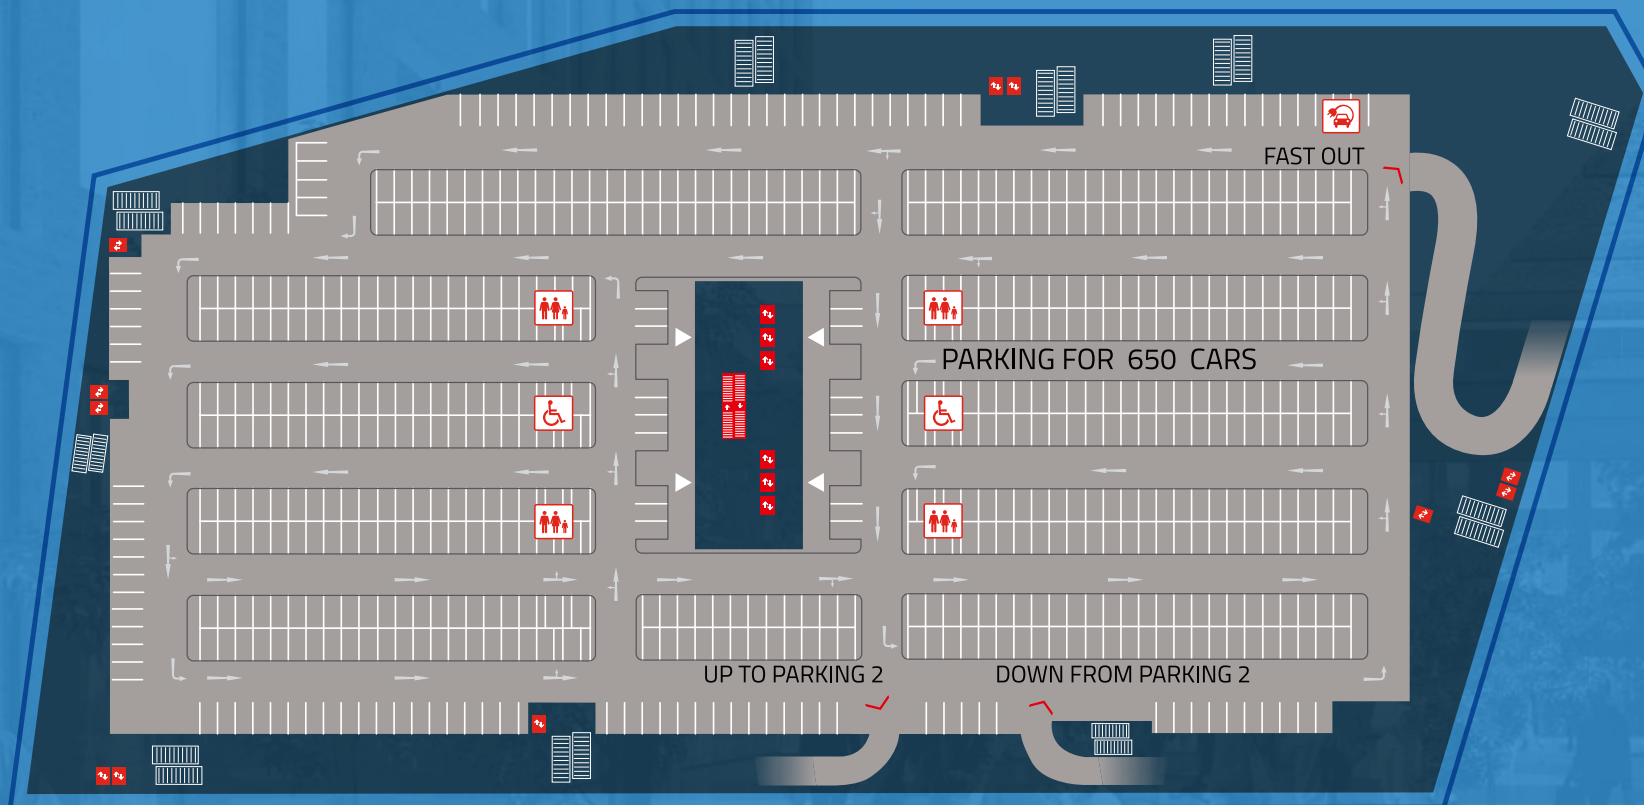 FAST OUT
PARKING FOR 650 CARS
UP TO PARKING 2
DOWN FROM PARKING 2